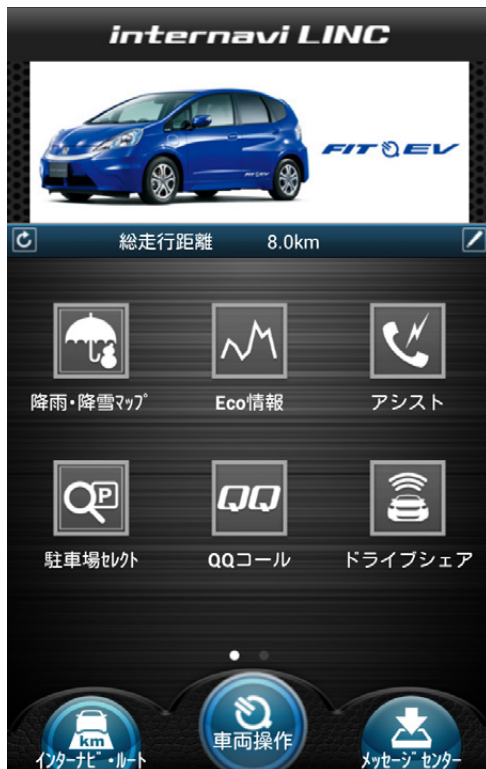 internavi LINC
FIT EV
FIT EV
総走行距離 8.0km
降雨・降雪マップ
Eco情報
アシスト
P
QQ
駐車場セレクト
QQコール
ドライブシェア
km
車両操作
インターナビ・ルート
メッセージセンター